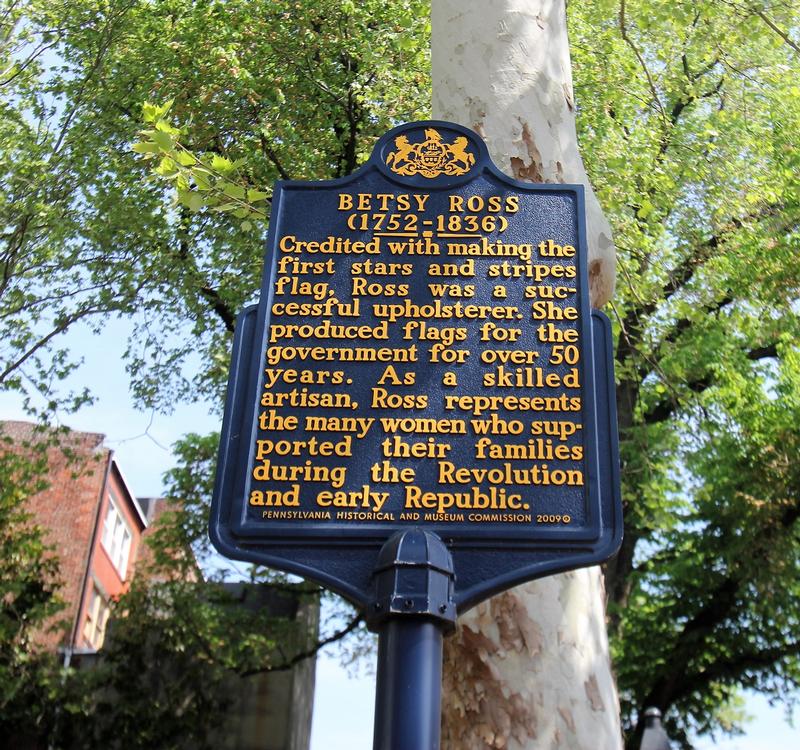 BETSY ROSS
(1752-1836)
Credited with making the
first stars and stripes
flag, Ross was a suc-
cessful upholsterer. She
produced flags for the
government for over 50
years. As a skilled
artisan, Ross represents
the many women who sup-
ported their families
during the Revolution
and early Republic.
PENNSYLVANIA HISTORICAL AND MUSEUM COMMISSION 2009©